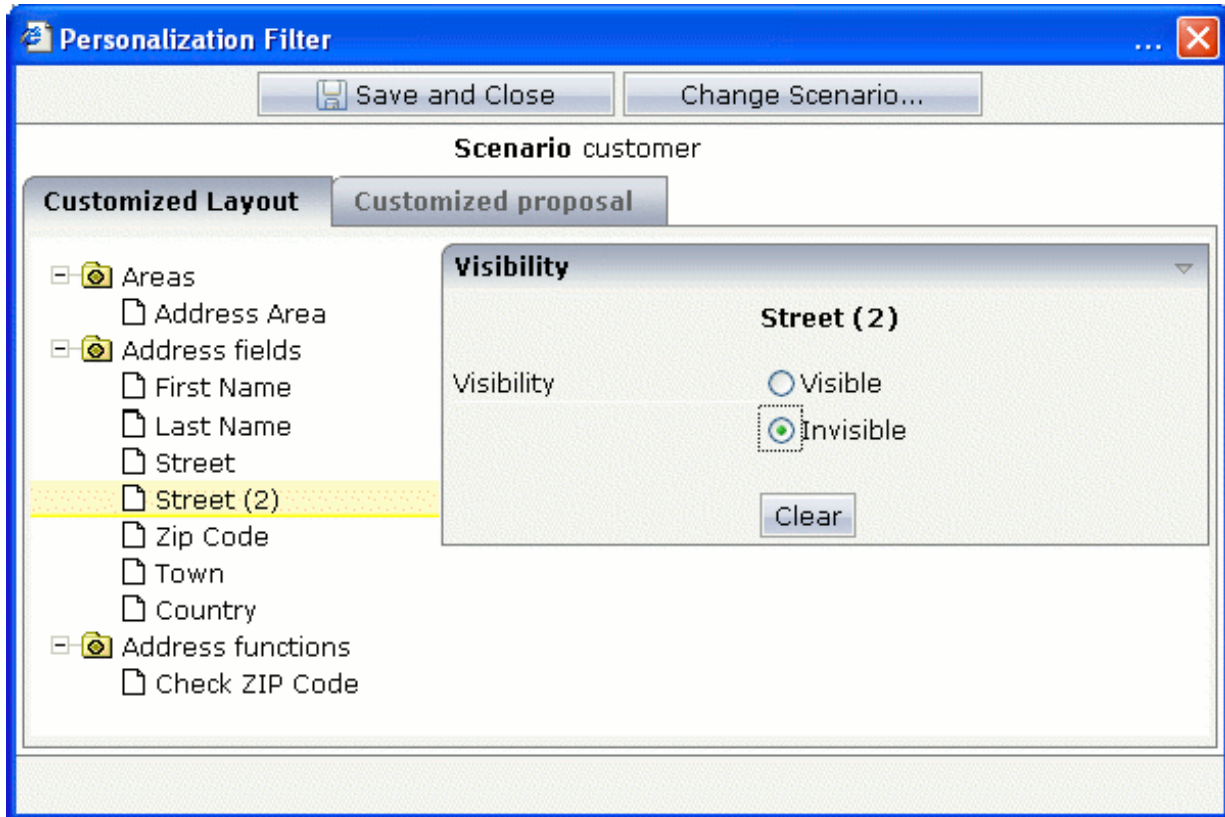 Personalization Filter ...
Save and Close Change Scenario...
Scenario customer
Customized Layout Customized proposal
Areas
Address Area
Address fields
First Name
Last Name
Street
Street (2)
Zip Code
Town
Country
Address functions
Check ZIP Code
Visibility
Street (2)
Visibility Visible
Invisible
Clear